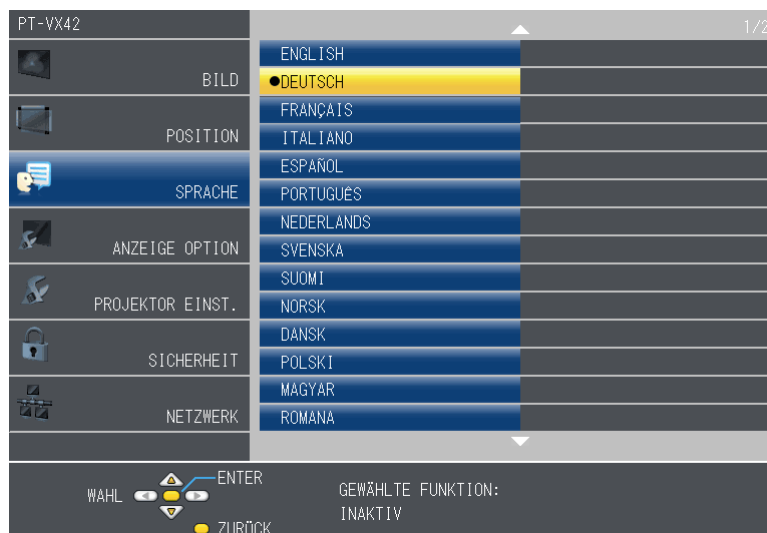 PT-VX42
1/2
BILD
POSITION
SPRACHE
ANZEIGE OPTION
PROJEKTOR EINST.
SICHERHEIT
NETZWERK
ENGLISH
●DEUTSCH
FRANÇAIS
ITALIANO
ESPAÑOL
PORTUGUÊS
NEDERLANDS
SVENSKA
SUOMI
NORSK
DANSK
POLSKI
MAGYAR
ROMANA
WAHL
ENTER
ZURÜCK
GEWÄHLTE FUNKTION:
INAKTIV